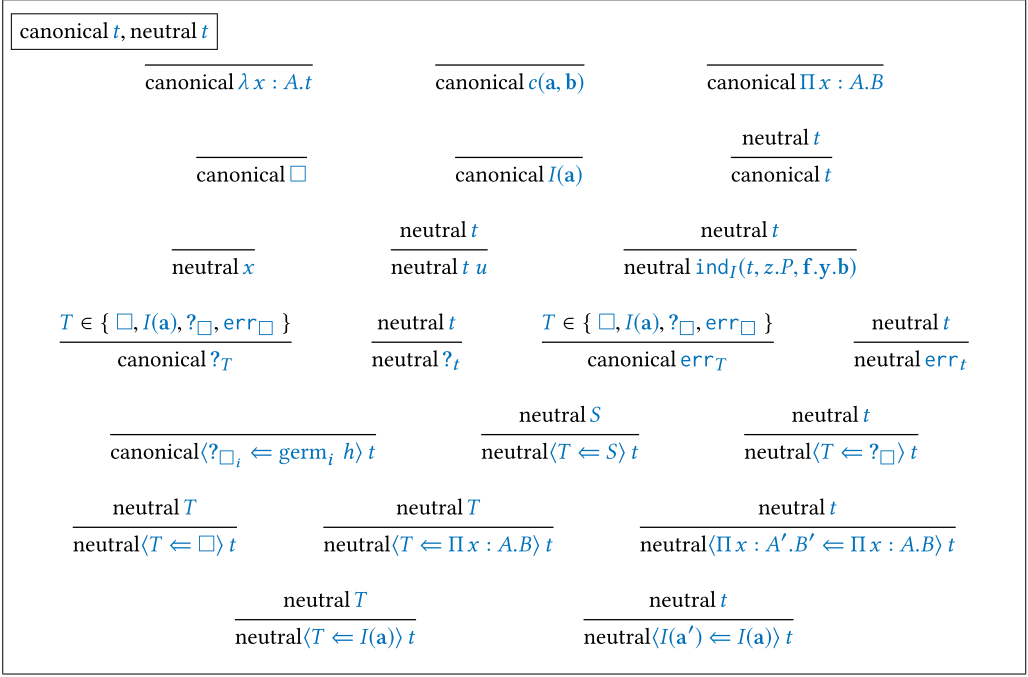 canonical t, neutral t
canonical λ x : A.t canonical c(a, b) canonical Π x : A.B
neutral t
canonical □ canonical I(a) canonical t
neutral t neutral t
neutral x neutral t u neutral ind_I(t, z.P, f.y.b)
T ∈ { □, I(a), ?_□, err_□ } neutral t T ∈ { □, I(a), ?_□, err_□ } neutral t
canonical ?_T neutral ?_t canonical err_T neutral err_t
neutral S neutral t
canonical⟨?_{□_i} ⇐ germ_i h⟩ t neutral⟨T ⇐ S⟩ t neutral⟨T ⇐ ?_□⟩ t
neutral T neutral T neutral t
neutral⟨T ⇐ □⟩ t neutral⟨T ⇐ Π x : A.B⟩ t neutral⟨Π x : A′.B′ ⇐ Π x : A.B⟩ t
neutral T neutral t
neutral⟨T ⇐ I(a)⟩ t neutral⟨I(a′) ⇐ I(a)⟩ t